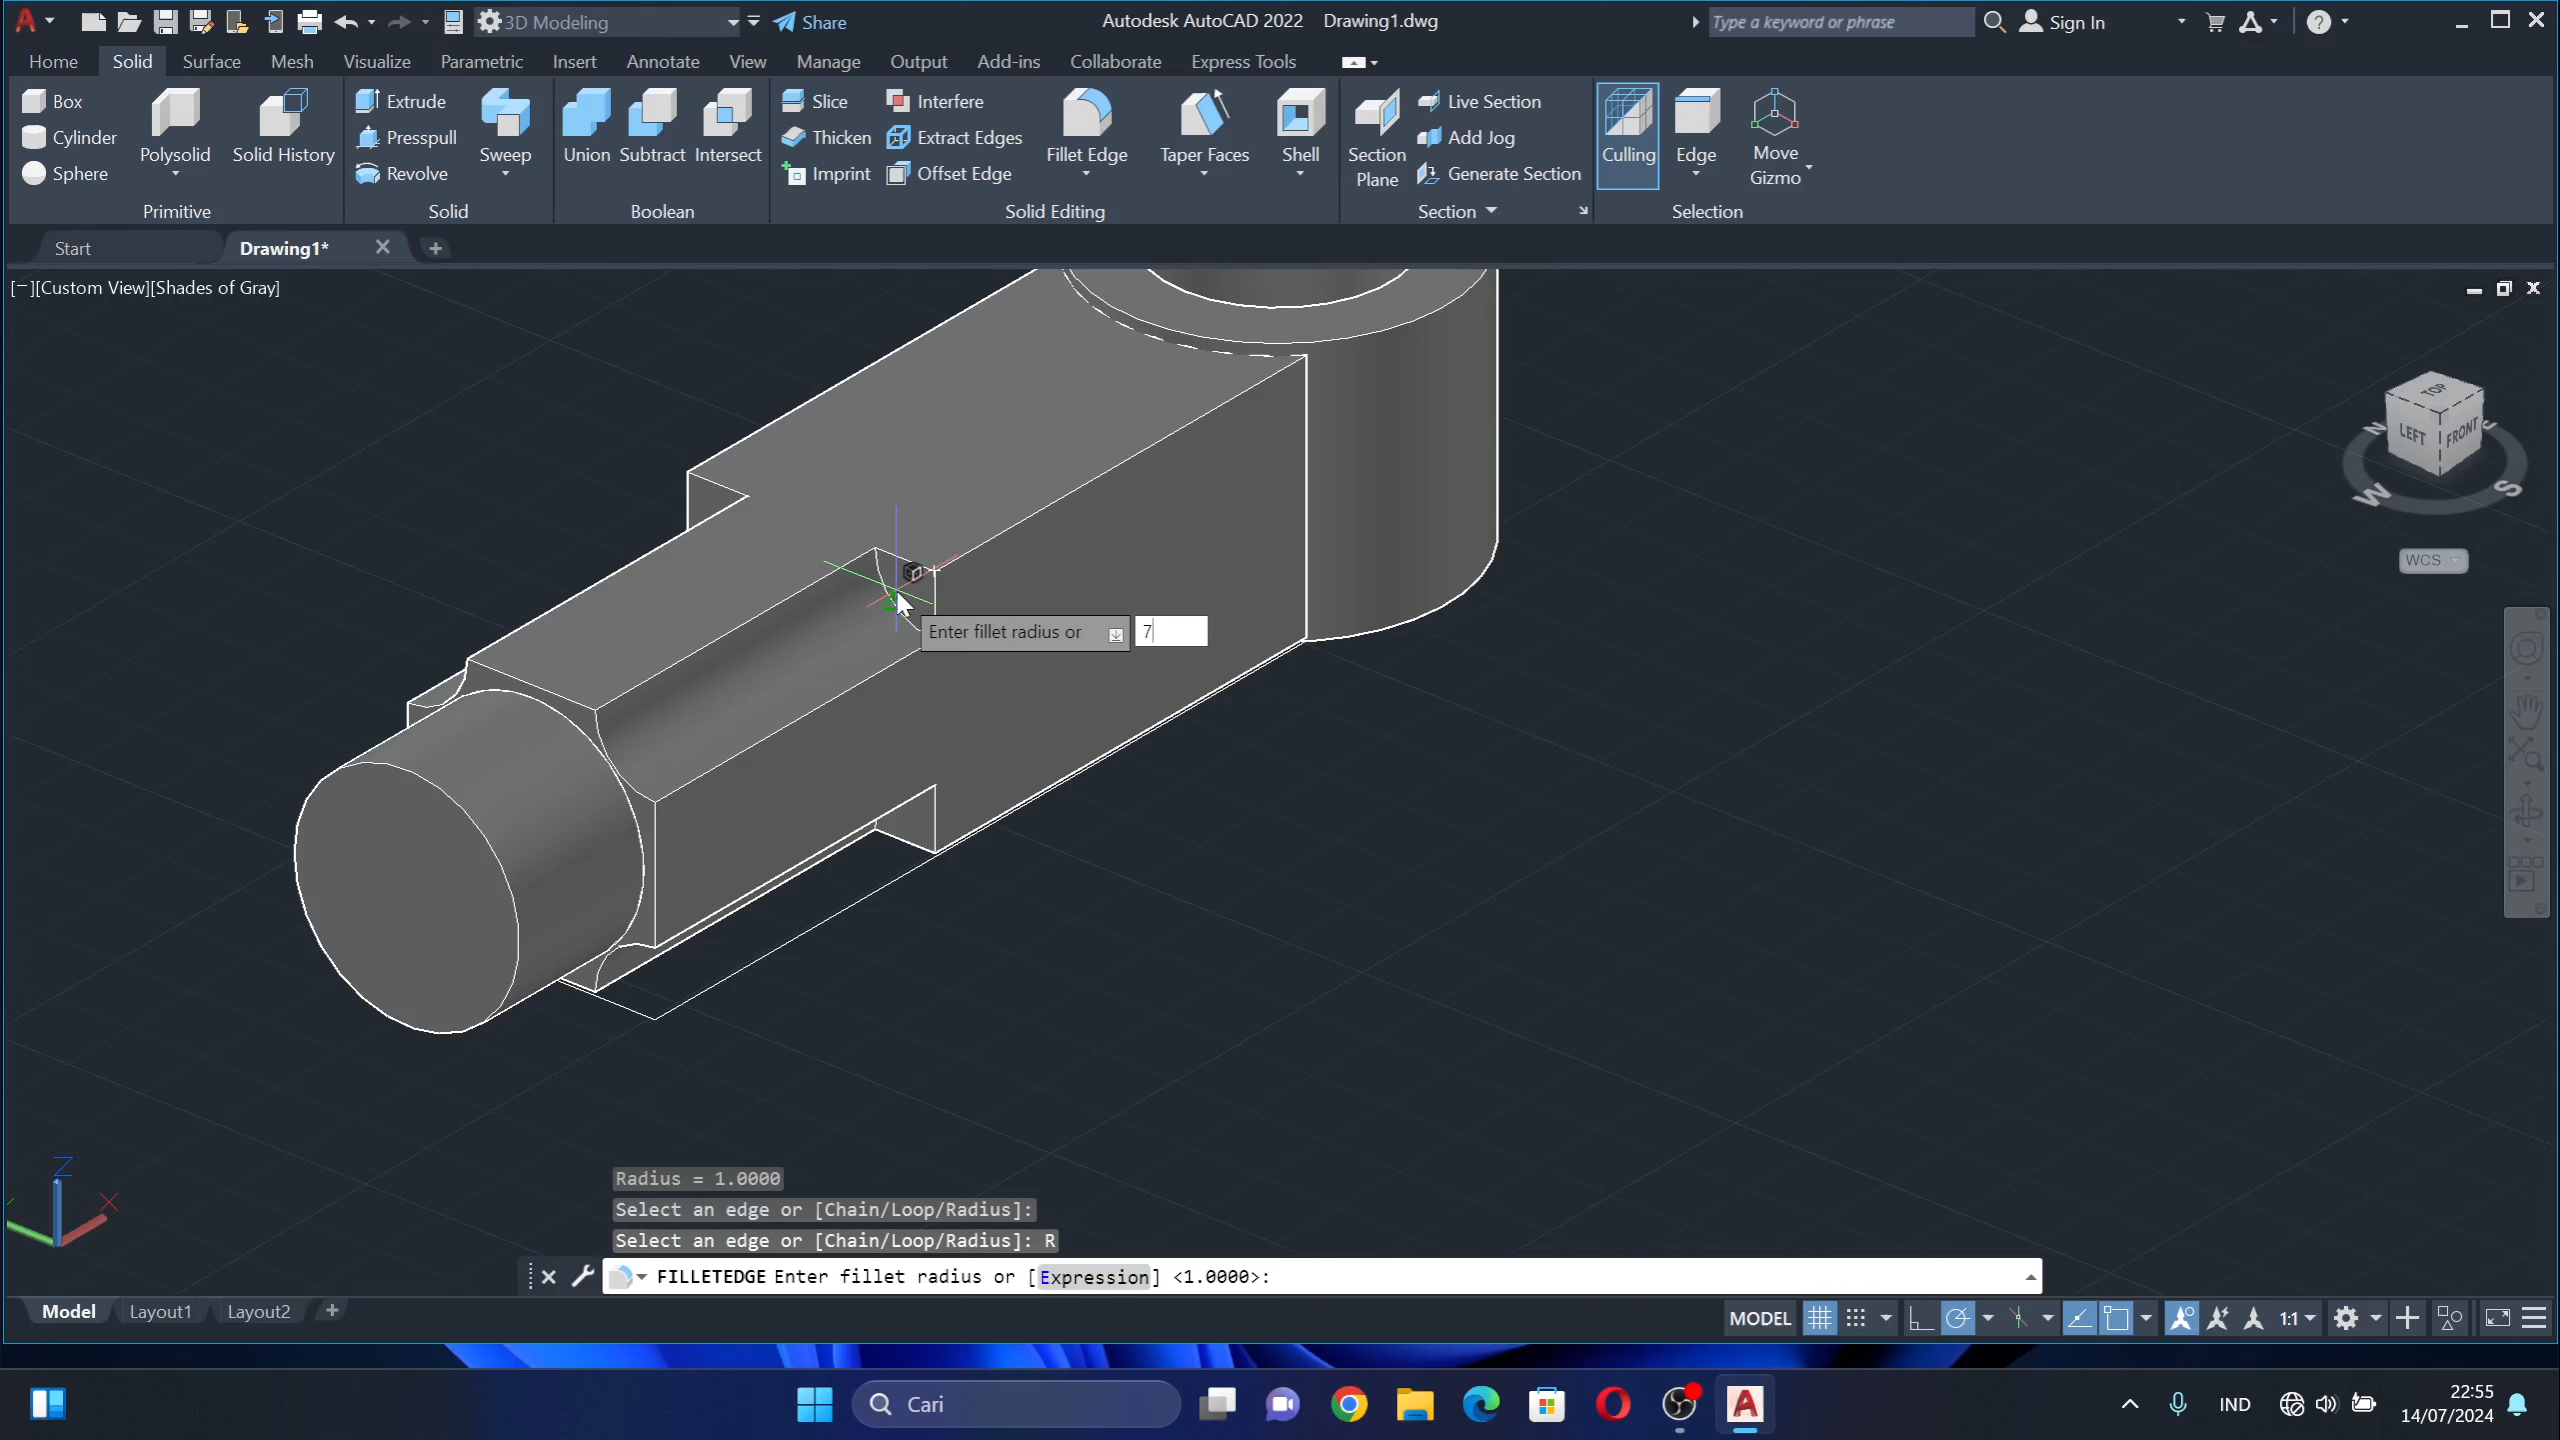 3D Modeling
Share
Autodesk AutoCAD 2022 Drawing1.dwg
Type a keyword or phrase
Sign In
Home Solid Surface Mesh Visualize Parametric Insert Annotate View Manage Output Add-ins Collaborate Express Tools
Box
Cylinder
Sphere
Polysolid
Solid History
Primitive
Extrude
Presspull
Revolve
Sweep
Solid
Union Subtract Intersect
Boolean
Slice
Thicken
Imprint
Interfere
Extract Edges
Offset Edge
Fillet Edge
Taper Faces
Shell
Solid Editing
Section
Plane
Live Section
Add Jog
Generate Section
Section
Culling
Edge
Move
Gizmo
Selection
Start
Drawing1*
[−][Custom View][Shades of Gray]
TOP
LEFT
FRONT
N
W
S
WCS
Enter fillet radius or
7
Z
X
Radius = 1.0000
Select an edge or [Chain/Loop/Radius]:
Select an edge or [Chain/Loop/Radius]: R
FILLETEDGE Enter fillet radius or [Expression] <1.0000>:
Model Layout1 Layout2
MODEL
1:1
Cari
IND
22:55
14/07/2024